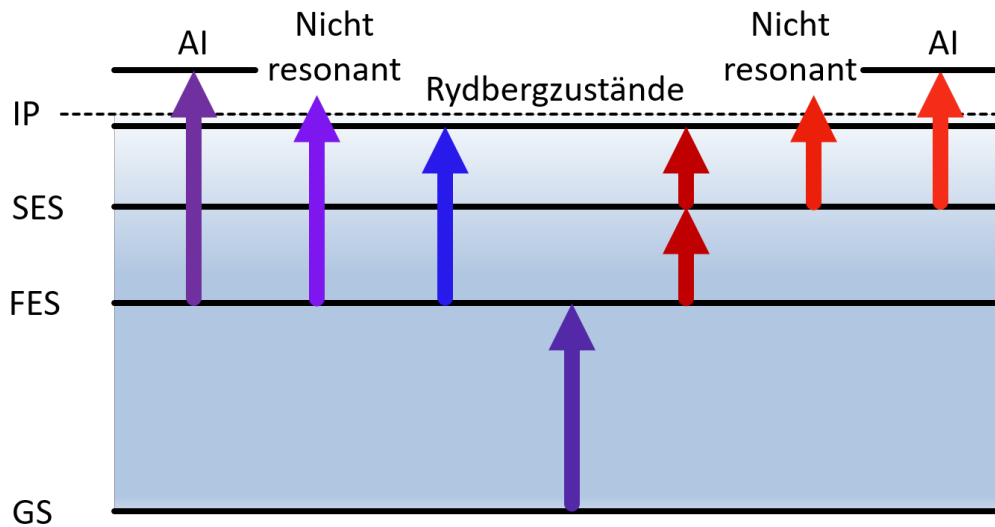 AI
Nicht
resonant
Rydbergzustände
Nicht
resonant
AI
IP
SES
FES
GS